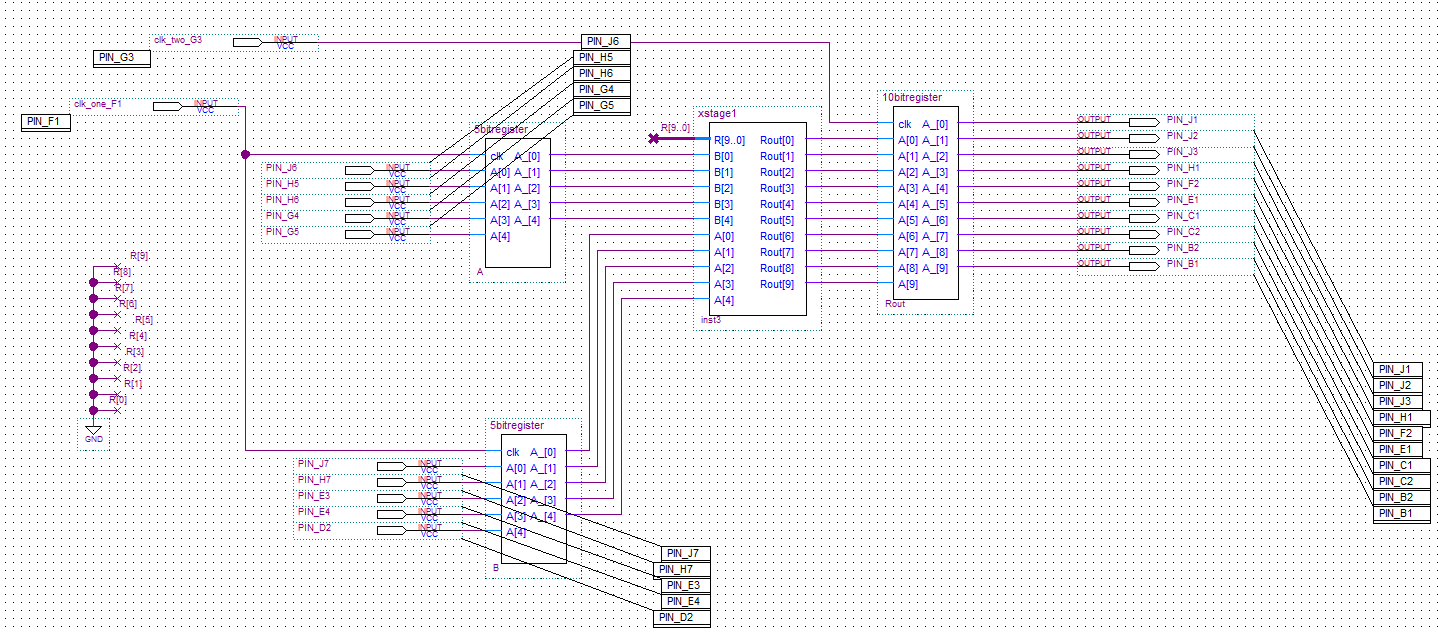 clk_two_G3
INPUT
VCC
PIN_G3
clk_one_F1
INPUT
VCC
PIN_F1
PIN_J6
PIN_H5
PIN_H6
PIN_G4
PIN_G5
5bitregister
clk A_[0]
A[0] A_[1]
A[1] A_[2]
A[2] A_[3]
A[3] A_[4]
A[4]
A
PIN_J6 INPUT
VCC
PIN_H5 INPUT
VCC
PIN_H6 INPUT
VCC
PIN_G4 INPUT
VCC
PIN_G5 INPUT
VCC
R[9..0]
xstage1
R[9..0] Rout[0]
B[0] Rout[1]
B[1] Rout[2]
B[2] Rout[3]
B[3] Rout[4]
B[4] Rout[5]
A[0] Rout[6]
A[1] Rout[7]
A[2] Rout[8]
A[3] Rout[9]
A[4]
inst3
10bitregister
clk A_[0]
A[0] A_[1]
A[1] A_[2]
A[2] A_[3]
A[3] A_[4]
A[4] A_[5]
A[5] A_[6]
A[6] A_[7]
A[7] A_[8]
A[8] A_[9]
A[9]
Rout
OUTPUT PIN_J1
OUTPUT PIN_J2
OUTPUT PIN_J3
OUTPUT PIN_H1
OUTPUT PIN_F2
OUTPUT PIN_E1
OUTPUT PIN_C1
OUTPUT PIN_C2
OUTPUT PIN_B2
OUTPUT PIN_B1
R[9]
R[8]
R[7]
R[6]
R[5]
R[4]
R[3]
R[2]
R[1]
R[0]
GND
PIN_J1
PIN_J2
PIN_J3
PIN_H1
PIN_F2
PIN_E1
PIN_C1
PIN_C2
PIN_B2
PIN_B1
5bitregister
clk A_[0]
A[0] A_[1]
A[1] A_[2]
A[2] A_[3]
A[3] A_[4]
A[4]
B
PIN_J7 INPUT
VCC
PIN_H7 INPUT
VCC
PIN_E3 INPUT
VCC
PIN_E4 INPUT
VCC
PIN_D2 INPUT
VCC
PIN_J7
PIN_H7
PIN_E3
PIN_E4
PIN_D2